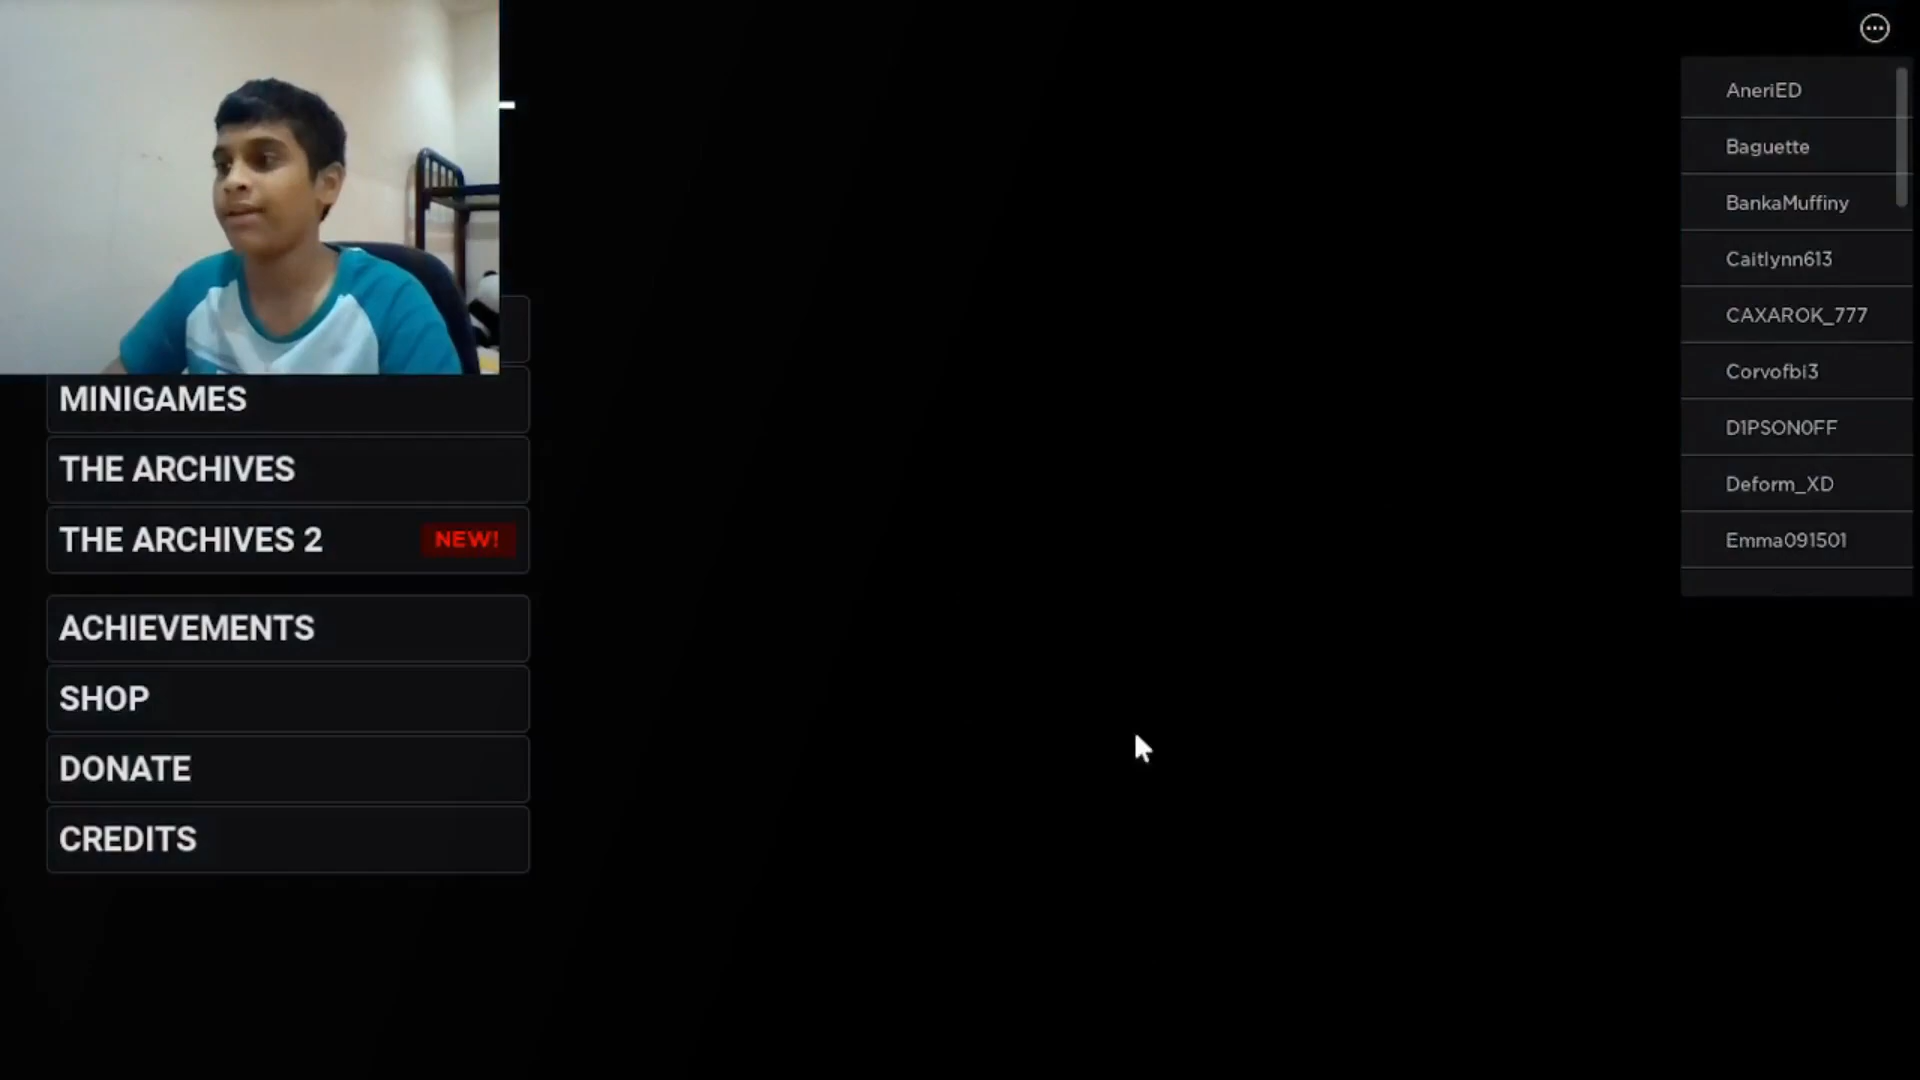 MINIGAMES
THE ARCHIVES
THE ARCHIVES 2 NEW!
ACHIEVEMENTS
SHOP
DONATE
CREDITS
AneriED
Baguette
BankaMuffiny
Caitlynn613
CAXAROK_777
Corvofbi3
D1PSON0FF
Deform_XD
Emma091501